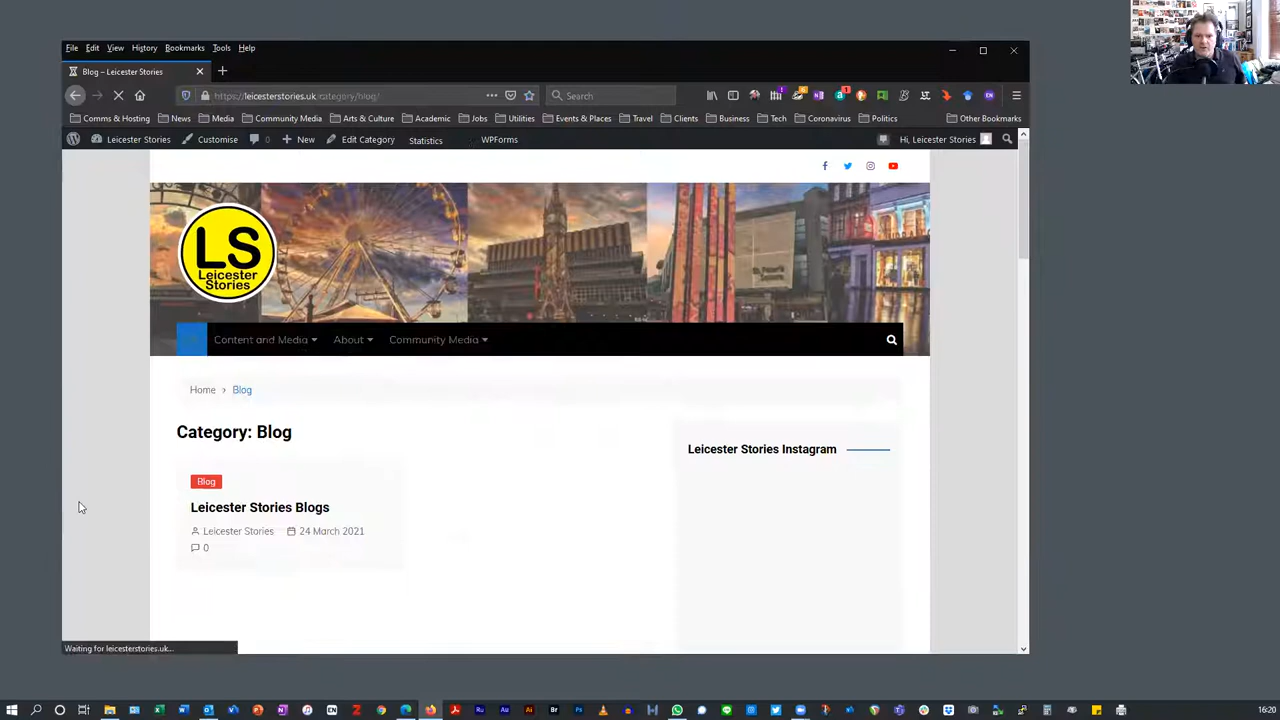 File Edit View History Bookmarks Tools Help
Blog – Leicester Stories
https://leicesterstories.uk/category/blog/
Search
Comms & Hosting News Media Community Media Arts & Culture Academic Jobs Utilities Events & Places Travel Clients Business Tech Coronavirus Politics Other Bookmarks
Leicester Stories Customise 0 New Edit Category Statistics WPForms Hi, Leicester Stories
LS
Leicester
Stories
Content and Media About Community Media
Home › Blog
Category: Blog
Leicester Stories Instagram
Blog
Leicester Stories Blogs
Leicester Stories 24 March 2021
0
Waiting for leicesterstories.uk...
16:20